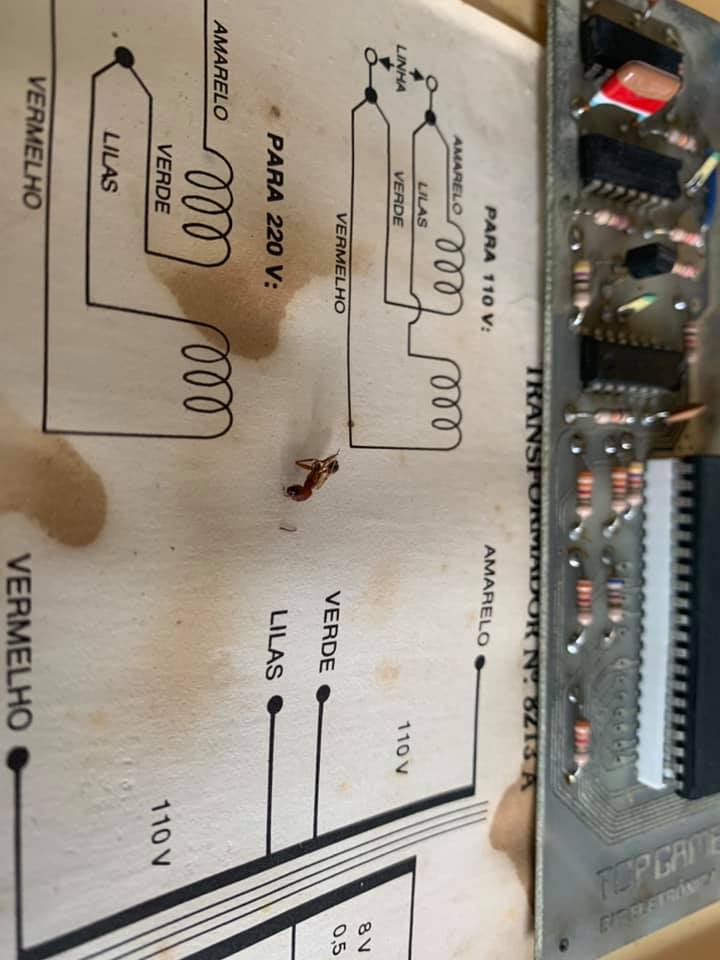 TOPGAME
TRANSFORMADOR Nº 8213 A
PARA 110 V:
AMARELO
LILAS
LINHA
VERDE
VERMELHO
PARA 220 V:
AMARELO
VERDE
LILAS
VERMELHO
AMARELO
110 V
VERDE
LILAS
110 V
VERMELHO
8 V
0,5